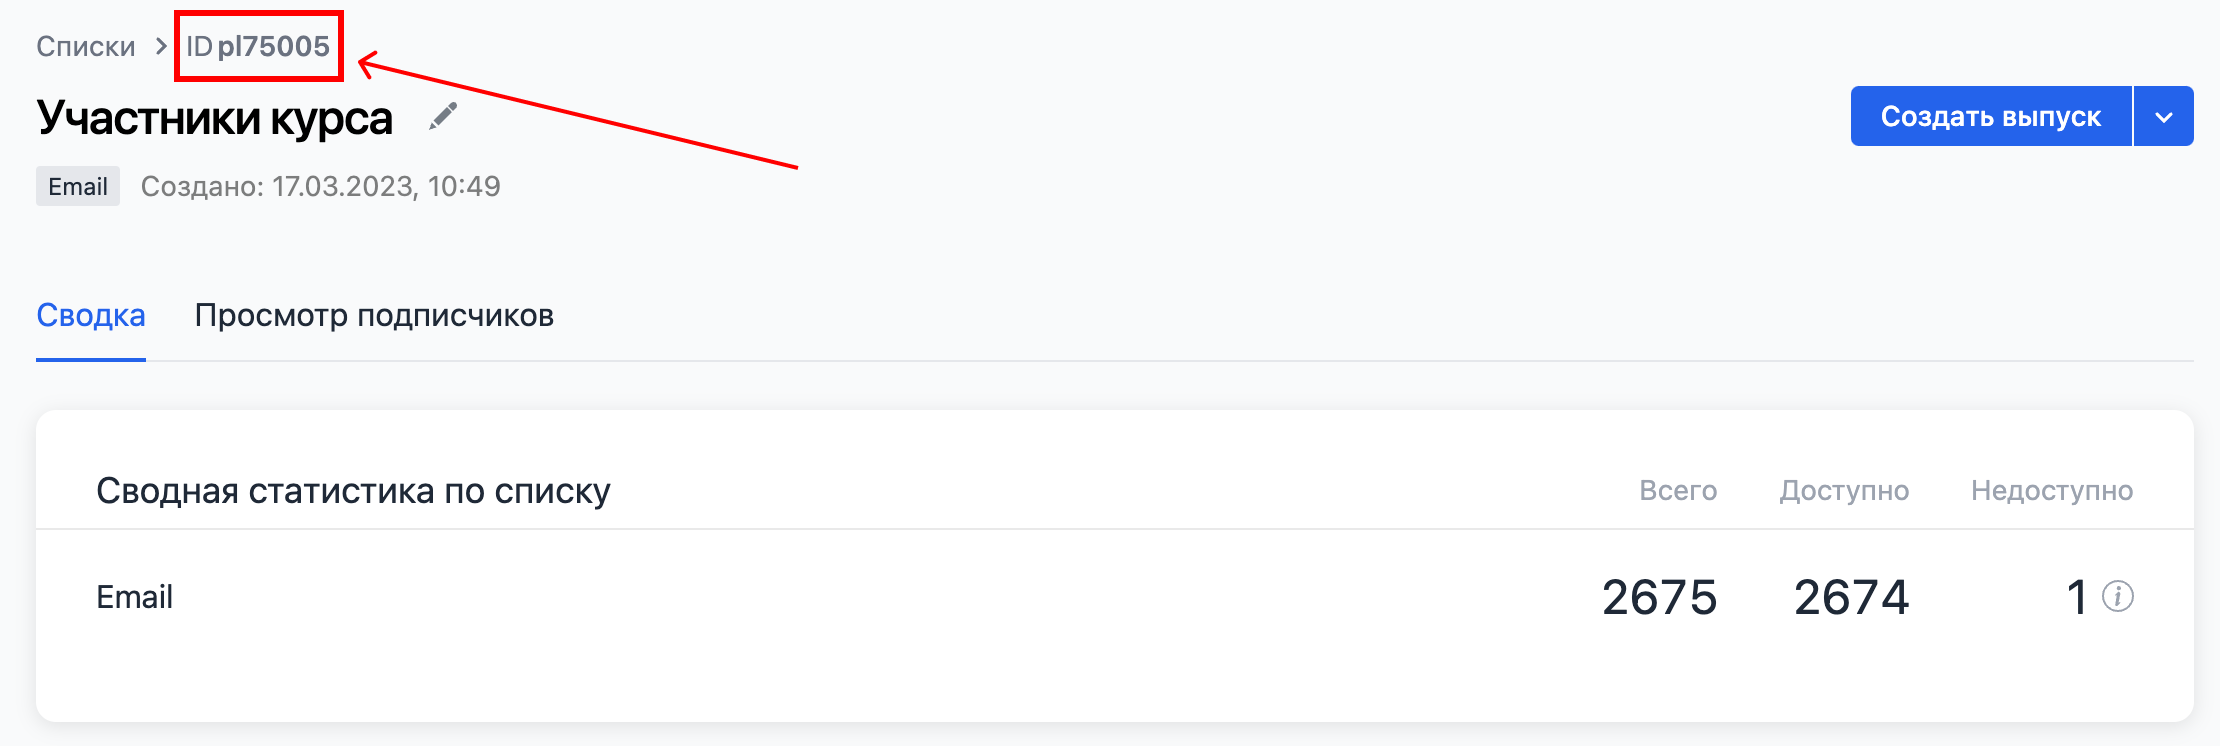 Списки > ID pl75005
Участники курса
Создать выпуск
Email Создано: 17.03.2023, 10:49
Сводка Просмотр подписчиков
Сводная статистика по списку Всего Доступно Недоступно
Email 2675 2674 1 i